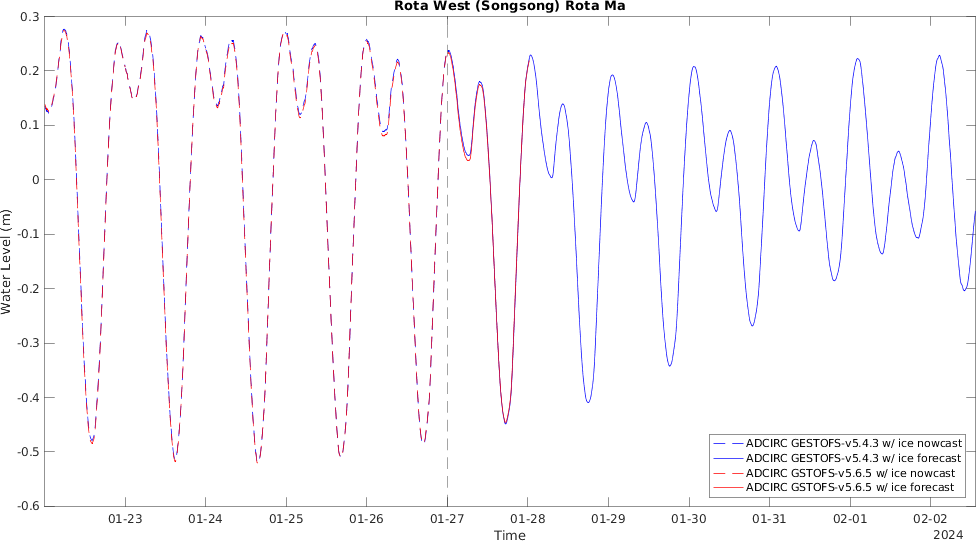 Rota West (Songsong) Rota Ma
0.3
0.2
0.1
0
-0.1
-0.2
-0.3
-0.4
-0.5
-0.6
Water Level (m)
ADCIRC GESTOFS-v5.4.3 w/ ice nowcast
ADCIRC GESTOFS-v5.4.3 w/ ice forecast
ADCIRC GSTOFS-v5.6.5 w/ ice nowcast
ADCIRC GSTOFS-v5.6.5 w/ ice forecast
01-23 01-24 01-25 01-26 01-27 01-28 01-29 01-30 01-31 02-01 02-02
Time
2024